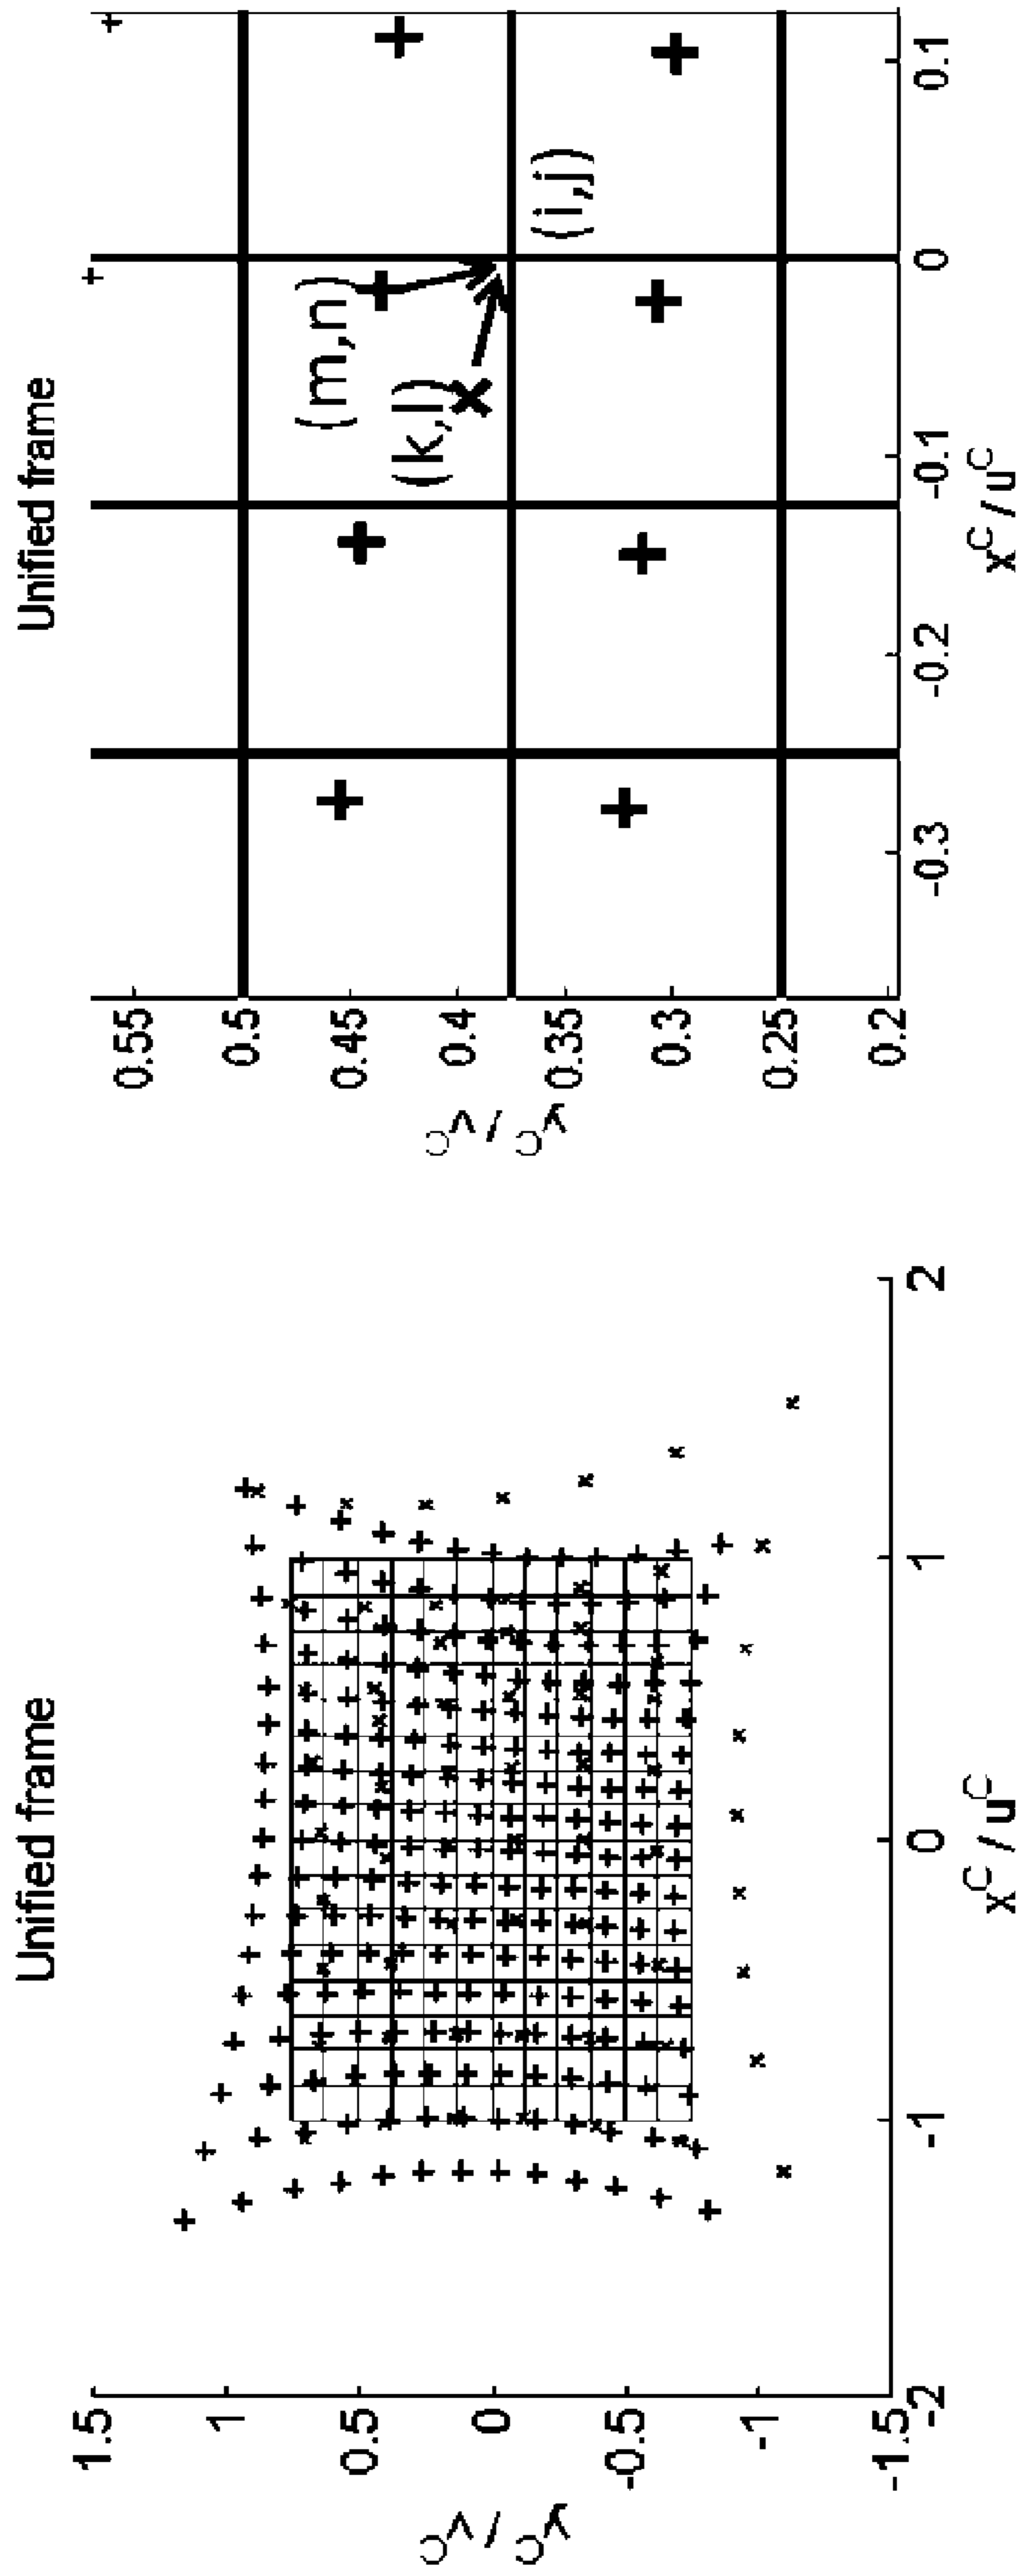 Unified frame
1.5
1
0.5
0
-0.5
-1
-1.5
-2
-1
0
1
2
y^C / v^C
x^C / u^C
Unified frame
0.55
0.5
0.45
0.4
0.35
0.3
0.25
0.2
-0.3
-0.2
-0.1
0
0.1
y^C / v^C
x^C / u^C
(m,n)
(k,l)
(i,j)